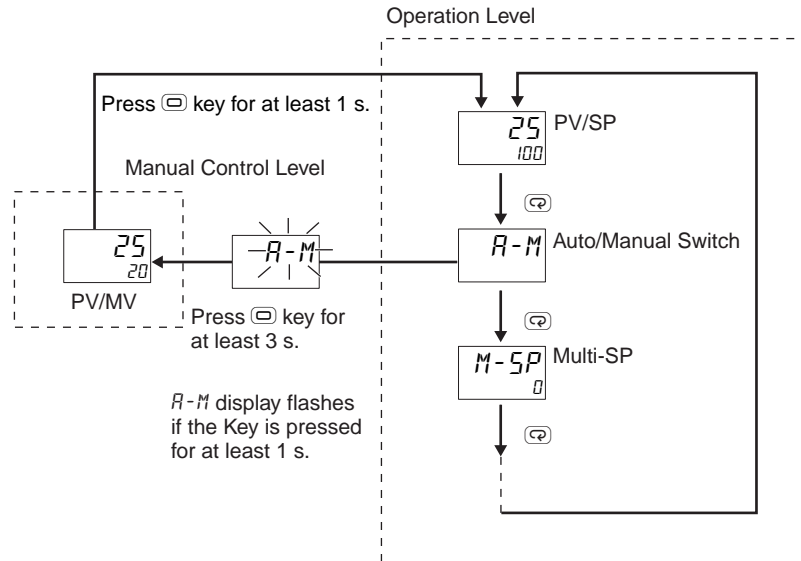 Operation Level
Press key for at least 1 s.
25
100
PV/SP
Manual Control Level
25
20
PV/MV
A-M
A-M
Auto/Manual Switch
Press key for
at least 3 s.
M-SP
0
Multi-SP
A-M display flashes
if the Key is pressed
for at least 1 s.